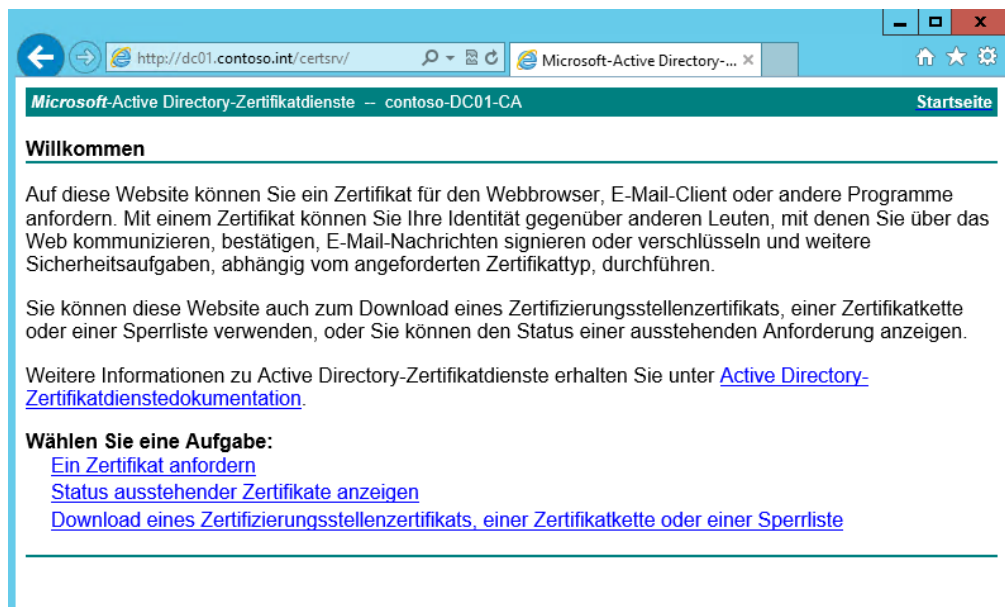 http://dc01.contoso.int/certsrv/
Microsoft-Active Directory-...
Microsoft-Active Directory-Zertifikatdienste -- contoso-DC01-CA
Startseite
Willkommen
Auf diese Website können Sie ein Zertifikat für den Webbrowser, E-Mail-Client oder andere Programme
anfordern. Mit einem Zertifikat können Sie Ihre Identität gegenüber anderen Leuten, mit denen Sie über das
Web kommunizieren, bestätigen, E-Mail-Nachrichten signieren oder verschlüsseln und weitere
Sicherheitsaufgaben, abhängig vom angeforderten Zertifikattyp, durchführen.
Sie können diese Website auch zum Download eines Zertifizierungsstellenzertifikats, einer Zertifikatkette
oder einer Sperrliste verwenden, oder Sie können den Status einer ausstehenden Anforderung anzeigen.
Weitere Informationen zu Active Directory-Zertifikatdienste erhalten Sie unter Active Directory-
Zertifikatdienstedokumentation.
Wählen Sie eine Aufgabe:
Ein Zertifikat anfordern
Status ausstehender Zertifikate anzeigen
Download eines Zertifizierungsstellenzertifikats, einer Zertifikatkette oder einer Sperrliste